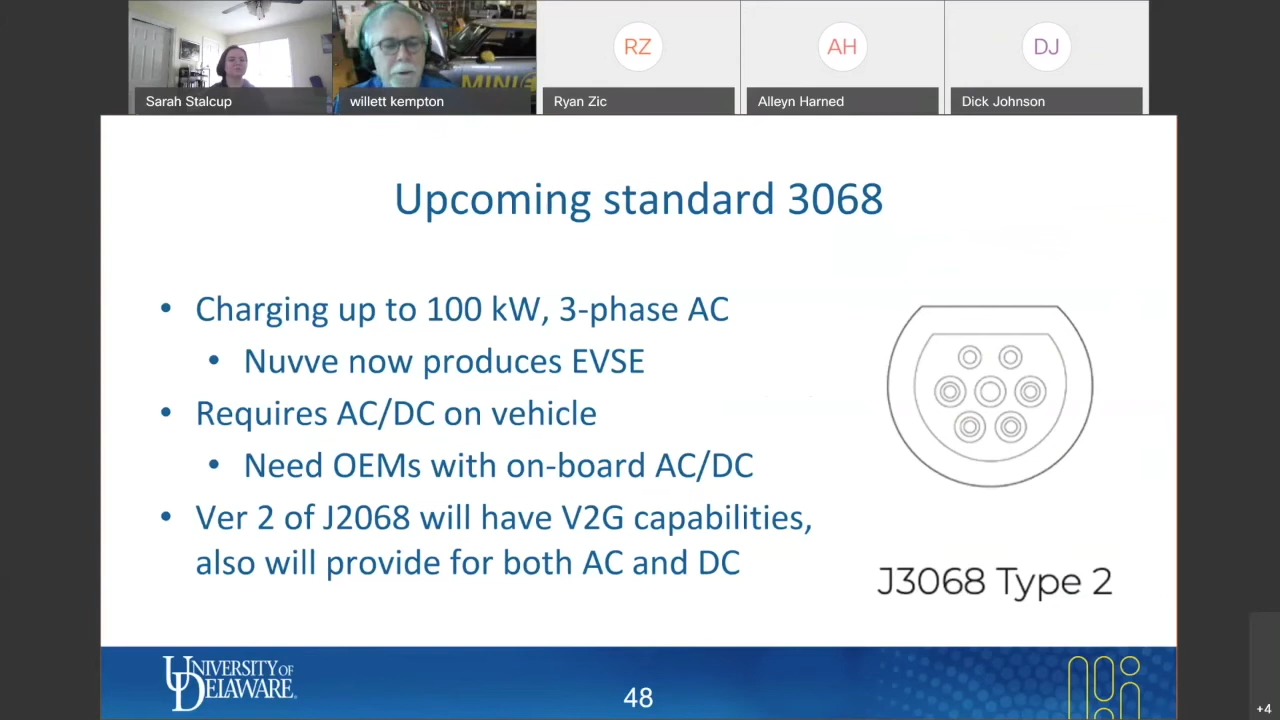 RZ
AH
DJ
MINI E
Sarah Stalcup
willett kempton
Ryan Zic
Alleyn Harned
Dick Johnson
Upcoming standard 3068
• Charging up to 100 kW, 3-phase AC
• Nuvve now produces EVSE
• Requires AC/DC on vehicle
• Need OEMs with on-board AC/DC
• Ver 2 of J2068 will have V2G capabilities,
also will provide for both AC and DC
J3068 Type 2
UNIVERSITY OF
DELAWARE
48
+4